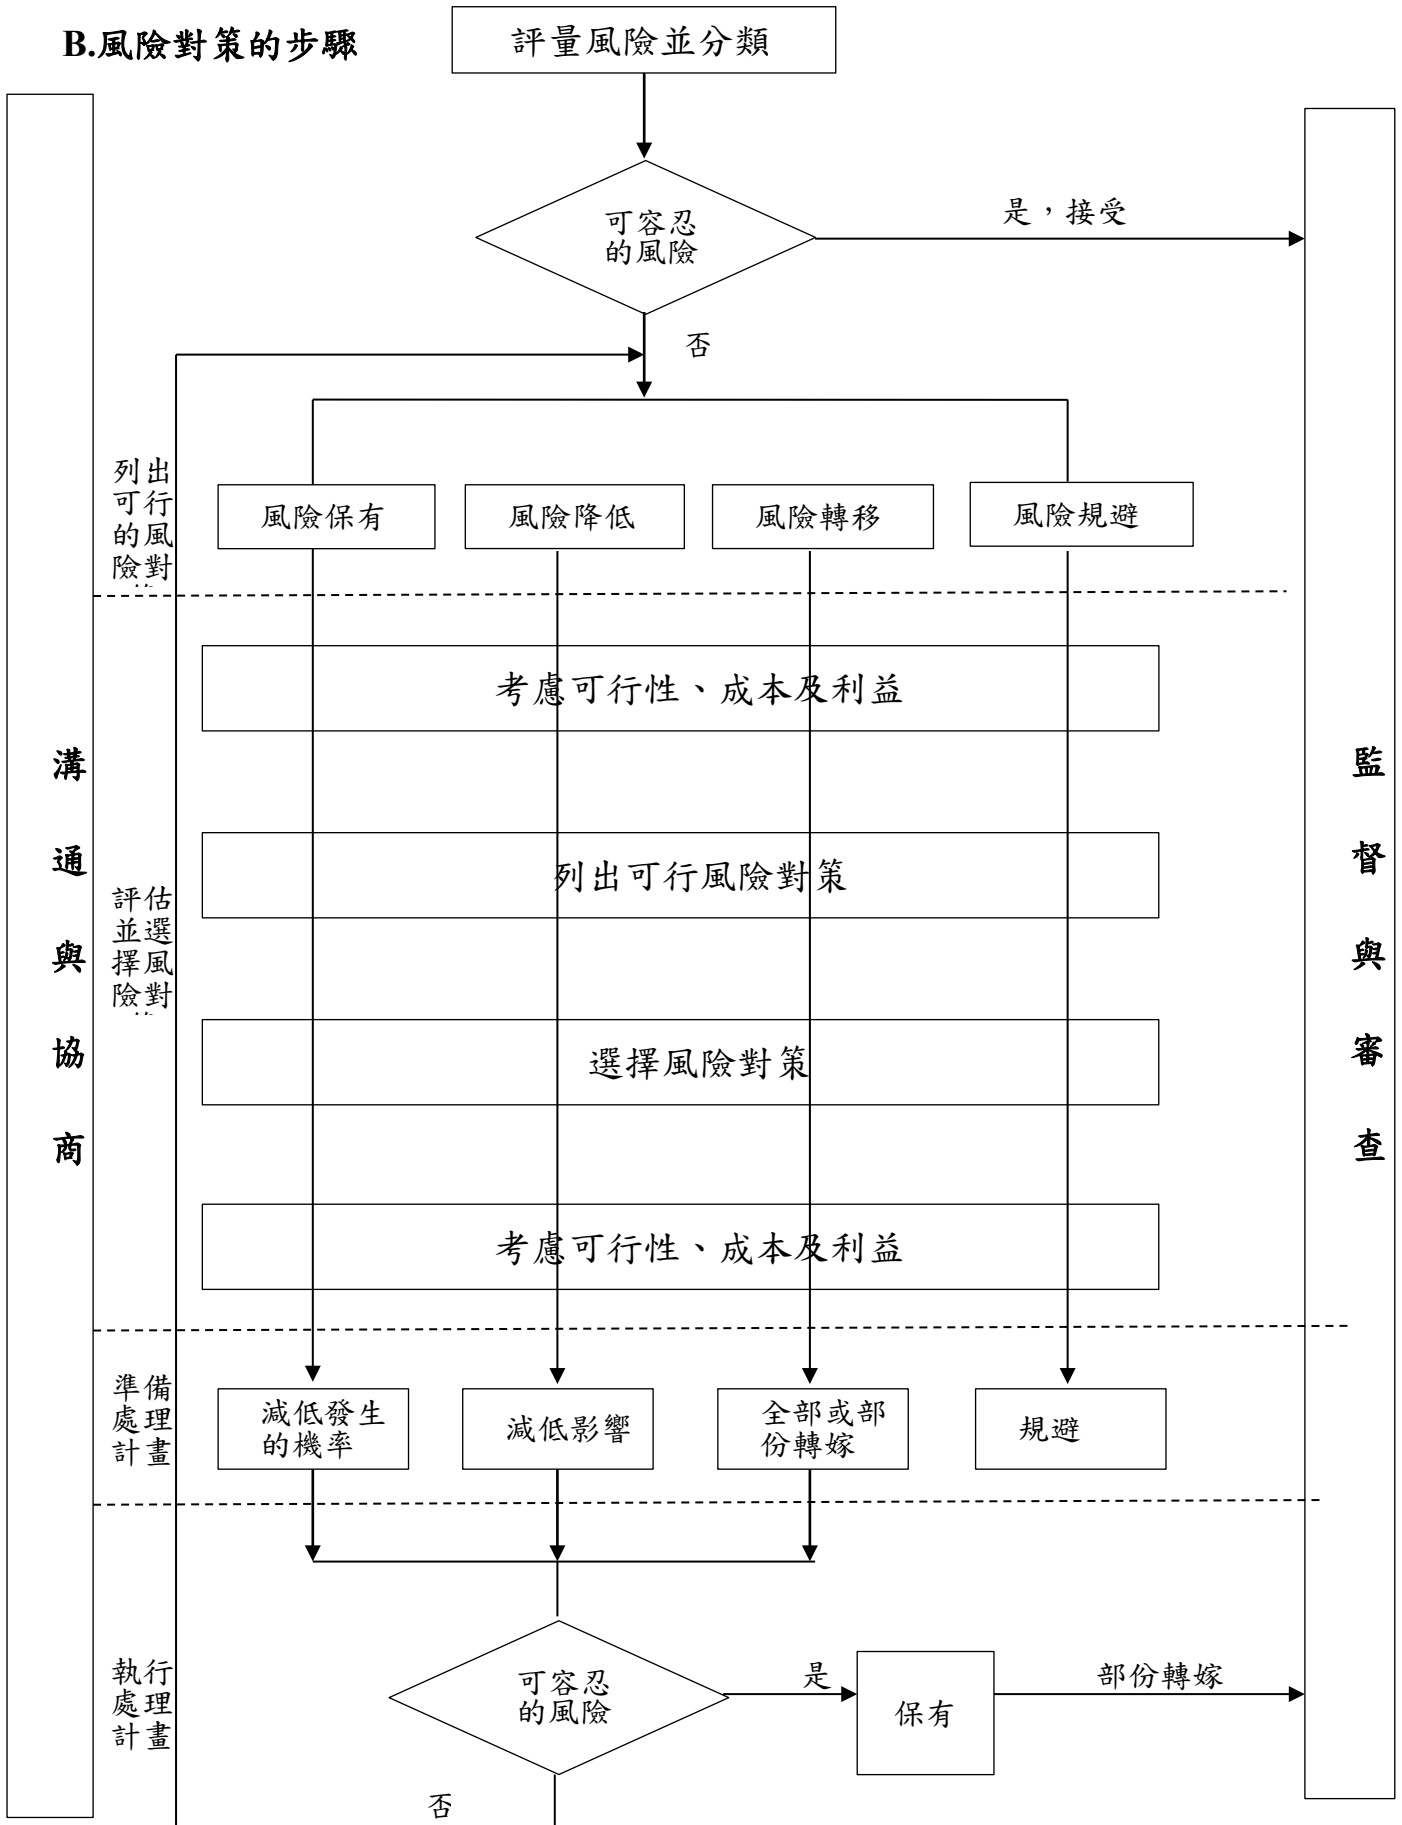 B.風險對策的步驟
評量風險並分類
可容忍
的風險
是，接受
否
列出
可行
的風
險對
風險保有
風險降低
風險轉移
風險規避
考慮可行性、成本及利益
列出可行風險對策
選擇風險對策
考慮可行性、成本及利益
評估
並選
擇風
險對
溝
通
與
協
商
監
督
與
審
查
準備
處理
計畫
減低發生
的機率
減低影響
全部或部
份轉嫁
規避
執行
處理
計畫
可容忍
的風險
是
保有
部份轉嫁
否